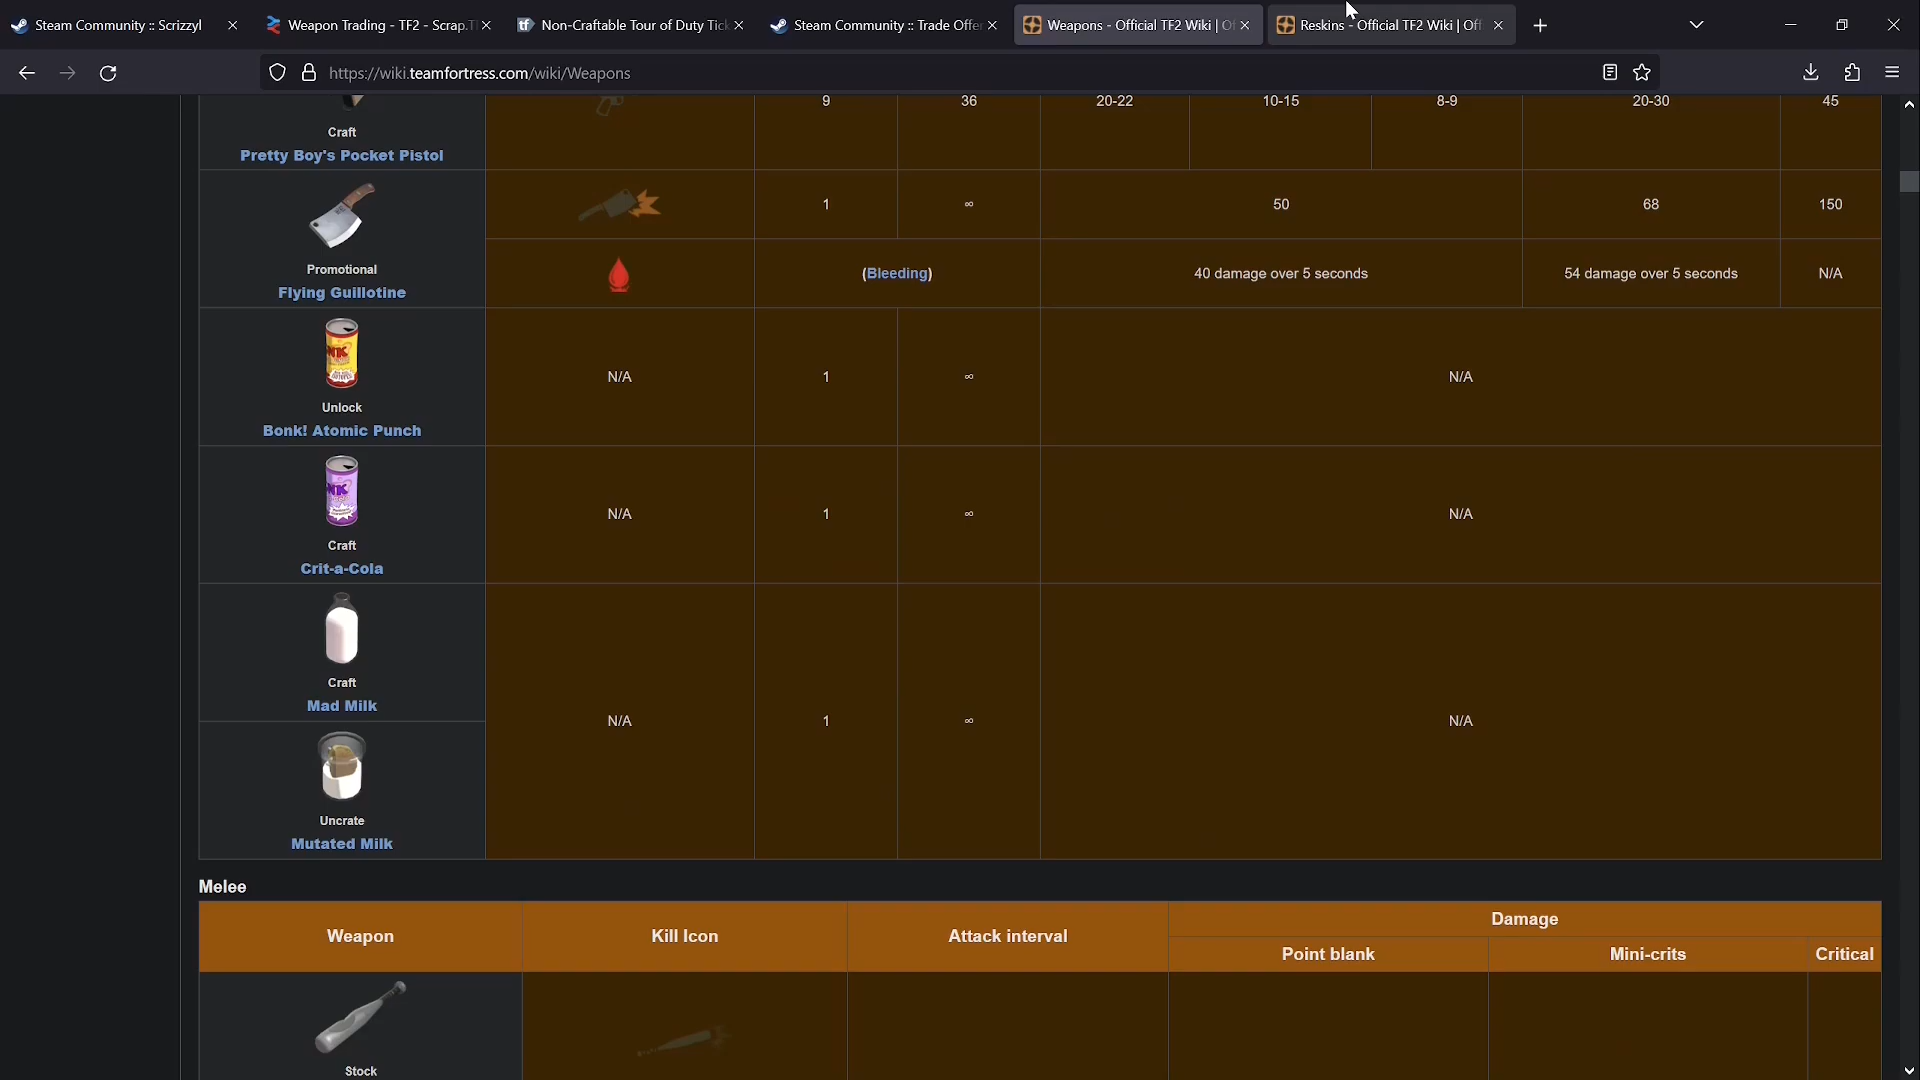 Steam Community :: Scrizzyl
Weapon Trading - TF2 - Scrap.T
Non-Craftable Tour of Duty Tick
Steam Community :: Trade Offer
Weapons - Official TF2 Wiki | O
Reskins - Official TF2 Wiki | Off
https://wiki.teamfortress.com/wiki/Weapons
9 36 20-22 10-15 8-9 20-30 45
Craft
Pretty Boy's Pocket Pistol
1 ∞ 50 68 150
Promotional
Flying Guillotine
(Bleeding) 40 damage over 5 seconds 54 damage over 5 seconds N/A
N/A 1 ∞ N/A
Unlock
Bonk! Atomic Punch
N/A 1 ∞ N/A
Craft
Crit-a-Cola
Craft
Mad Milk
N/A 1 ∞ N/A
Uncrate
Mutated Milk
Melee
Weapon Kill Icon Attack interval Damage
Point blank Mini-crits Critical
Stock